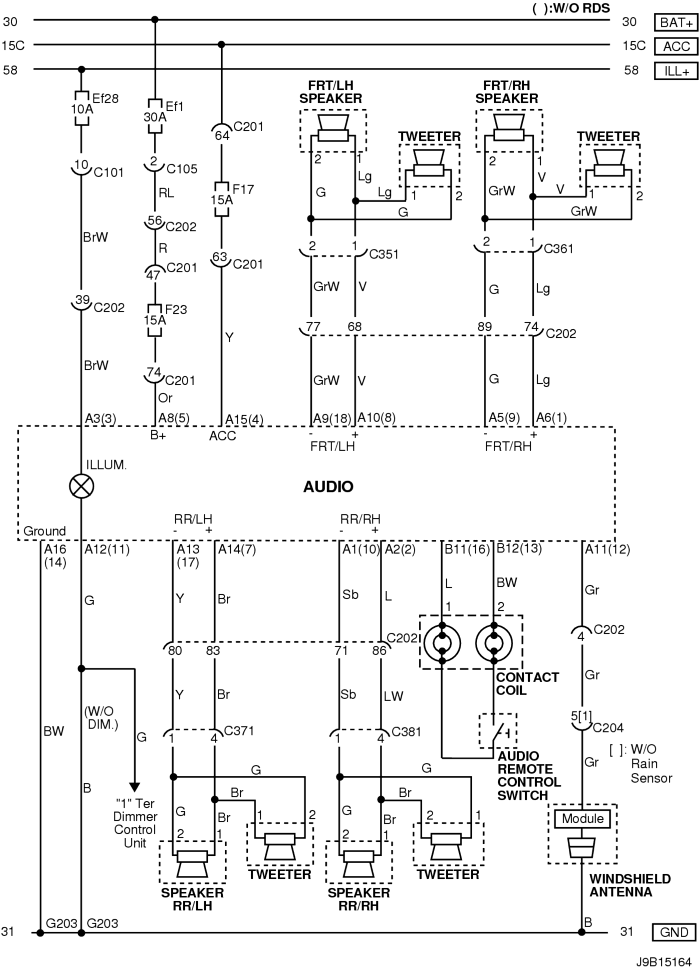 ( ):W/O RDS
30 30 BAT+
15C 15C ACC
58 58 ILL+
FRT/LH SPEAKER
FRT/RH SPEAKER
Ef28
10A
Ef1
30A
64 C201
TWEETER
TWEETER
2 1
2 1
10 C101
2 C105
Lg
V
G
Lg
1 2
GrW
V
1 2
RL
F17
15A
G
GrW
56 C202
BrW
R
2 1 C351
2 1 C361
63 C201
47 C201
GrW V
G Lg
39 C202
F23
15A
77 68
89 74 C202
Y
BrW
74 C201
GrW V
G Lg
Or
A3(3) A8(5) A15(4) A9(18) A10(8) A5(9) A6(1)
B+ ACC - + - +
FRT/LH FRT/RH
ILLUM.
AUDIO
RR/LH RR/RH
Ground - + - +
A16 (14)
A12(11)
A13 (17)
A14(7)
A1(10)
A2(2)
B11(16)
B12(13)
A11(12)
G
Y Br
Sb L
L BW
Gr
1 2
C202
4
80 83
71 86
C202
CONTACT COIL
Gr
Y Br
Sb LW
(W/O DIM.)
BW
G
1 4 C371
1 4 C381
5[1]
C204
[ ]: W/O Rain Sensor
AUDIO REMOTE CONTROL SWITCH
Gr
G
G
B
Br
Br
"1" Ter Dimmer Control Unit
G Br
1 2
G Br
2 1
2 1
2 1
Module
TWEETER
TWEETER
SPEAKER RR/LH
SPEAKER RR/RH
WINDSHIELD ANTENNA
G203 G203
B
31 31 GND
J9B15164